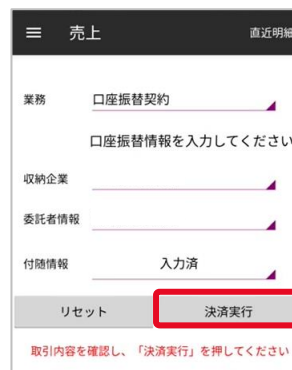 売上 直近明細
業務 口座振替契約
口座振替情報を入力してください
収納企業
委託者情報
付随情報 入力済
リセット 決済実行
取引内容を確認し、「決済実行」を押してください